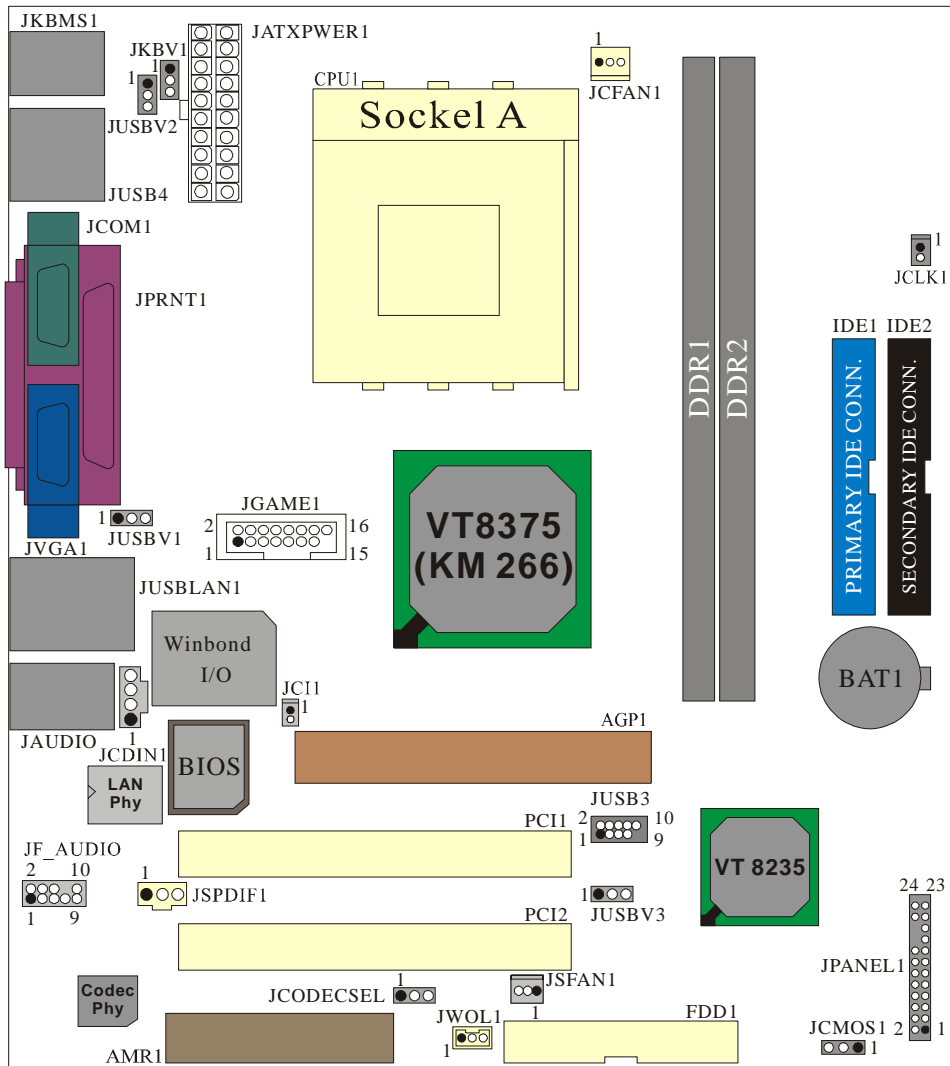 JKBMS1
JATXPWER1
JKBV1
1
1
JUSBV2
CPU1
Sockel A
1
JCFAN1
JUSB4
JCOM1
JPRNT1
1
JCLK1
IDE1 IDE2
DDR1
DDR2
PRIMARY IDE CONN.
SECONDARY IDE CONN.
JGAME1
2 16
1 15
VT8375
(KM 266)
1
JUSBV1
JVGA1
JUSBLAN1
Winbond
I/O
BAT1
JCI1
1
JAUDIO
1
JCDIN1
AGP1
BIOS
LAN
Phy
JUSB3
2 10
1 9
PCI1
VT 8235
JF_AUDIO
2 10
1 9
1
JSPDIF1
1
JUSBV3
PCI2
24 23
JPANEL1
2 1
Codec
Phy
JCODECSEL
1
JSFAN1
1
JWOL1
1
FDD1
JCMOS1
1
AMR1